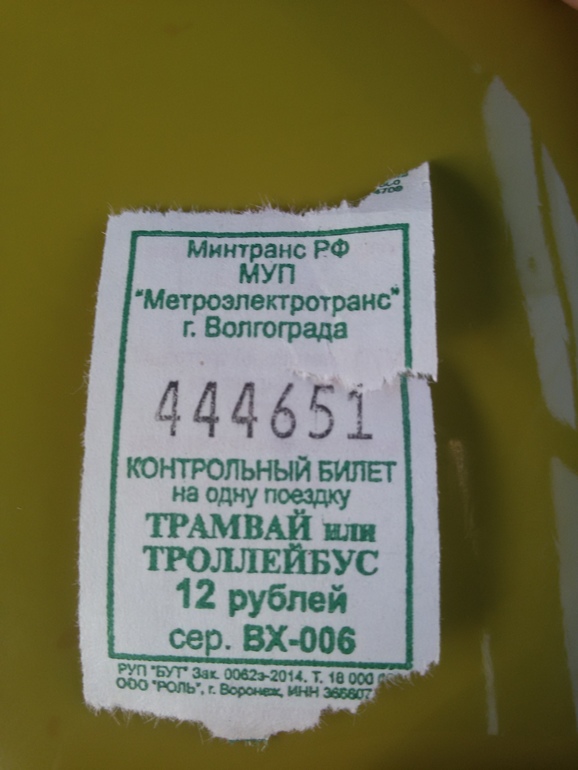 Минтранс РФ
МУП
"Метроэлектротранс"
г. Волгограда
444651
КОНТРОЛЬНЫЙ БИЛЕТ
на одну поездку
ТРАМВАЙ или
ТРОЛЛЕЙБУС
12 рублей
сер. ВХ-006
РУП "БУТ" Зак. 0062з-2014. Т. 18 000
ООО "РОЛЬ", г. Воронеж, ИНН